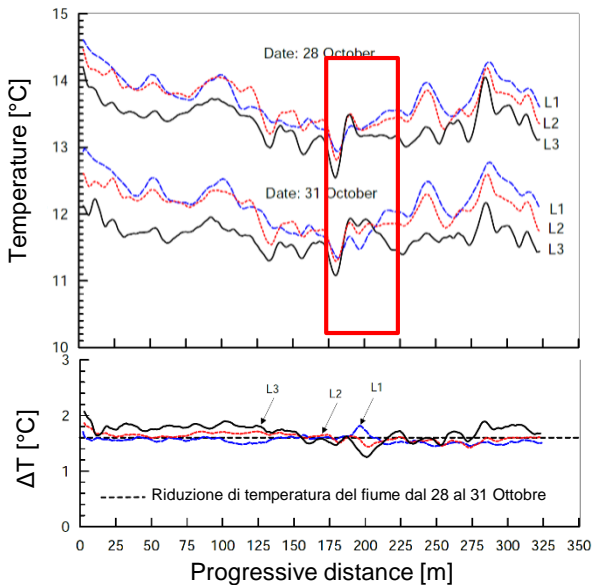 15
14
13
12
11
10
Temperature [°C]
Date: 28 October
L1
L2
L3
Date: 31 October
L1
L2
L3
3
2
1
0
ΔT [°C]
L3
L2
L1
Riduzione di temperatura del fiume dal 28 al 31 Ottobre
0 25 50 75 100 125 150 175 200 225 250 275 300 325 350
Progressive distance [m]